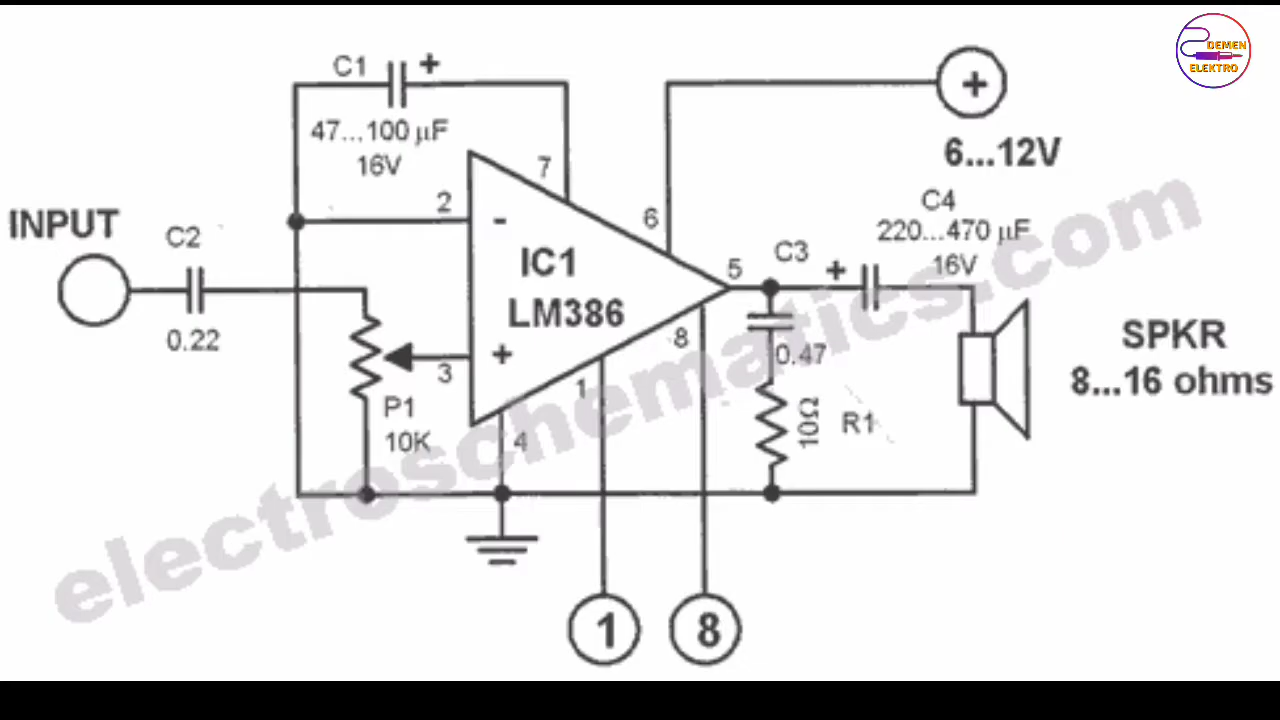 DEMEN
ELEKTRO
C1
+
+
47...100 µF
16V
6...12V
7
C4
220...470 µF
16V
2
6
INPUT
C2
-
IC1
LM386
5
C3
+
8
0.22
+
3
0.47
SPKR
8...16 ohms
1
P1
10K
4
10Ω
R1
1
8
electroschematics.com